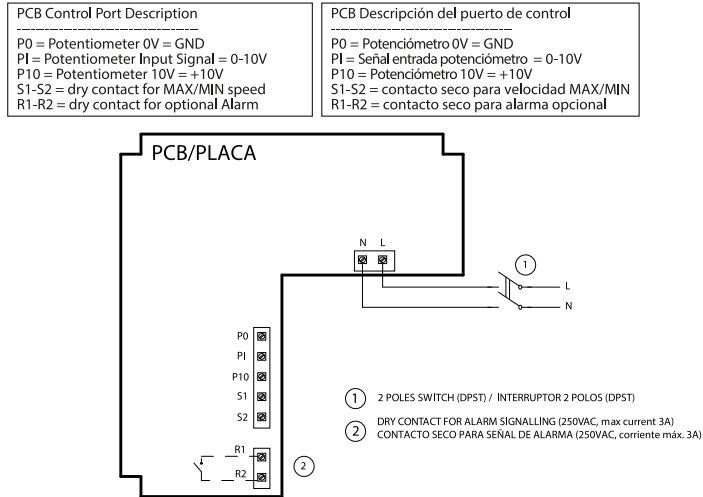 PCB Control Port Description
P0 = Potentiometer 0V = GND
PI = Potentiometer Input Signal = 0-10V
P10 = Potentiometer 10V = +10V
S1-S2 = dry contact for MAX/MIN speed
R1-R2 = dry contact for optional Alarm
PCB Descripción del puerto de control
P0 = Potenciómetro 0V = GND
PI = Señal entrada potenciómetro = 0-10V
P10 = Potenciómetro 10V = +10V
S1-S2 = contacto seco para velocidad MAX/MIN
R1-R2 = contacto seco para alarma opcional
PCB/PLACA
N L
1
L
N
P0
PI
P10
S1
S2
R1
R2
2
1 2 POLES SWITCH (DPST) / INTERRUPTOR 2 POLOS (DPST)
2 DRY CONTACT FOR ALARM SIGNALLING (250VAC, max current 3A)
CONTACTO SECO PARA SEÑAL DE ALARMA (250VAC, corriente máx. 3A)